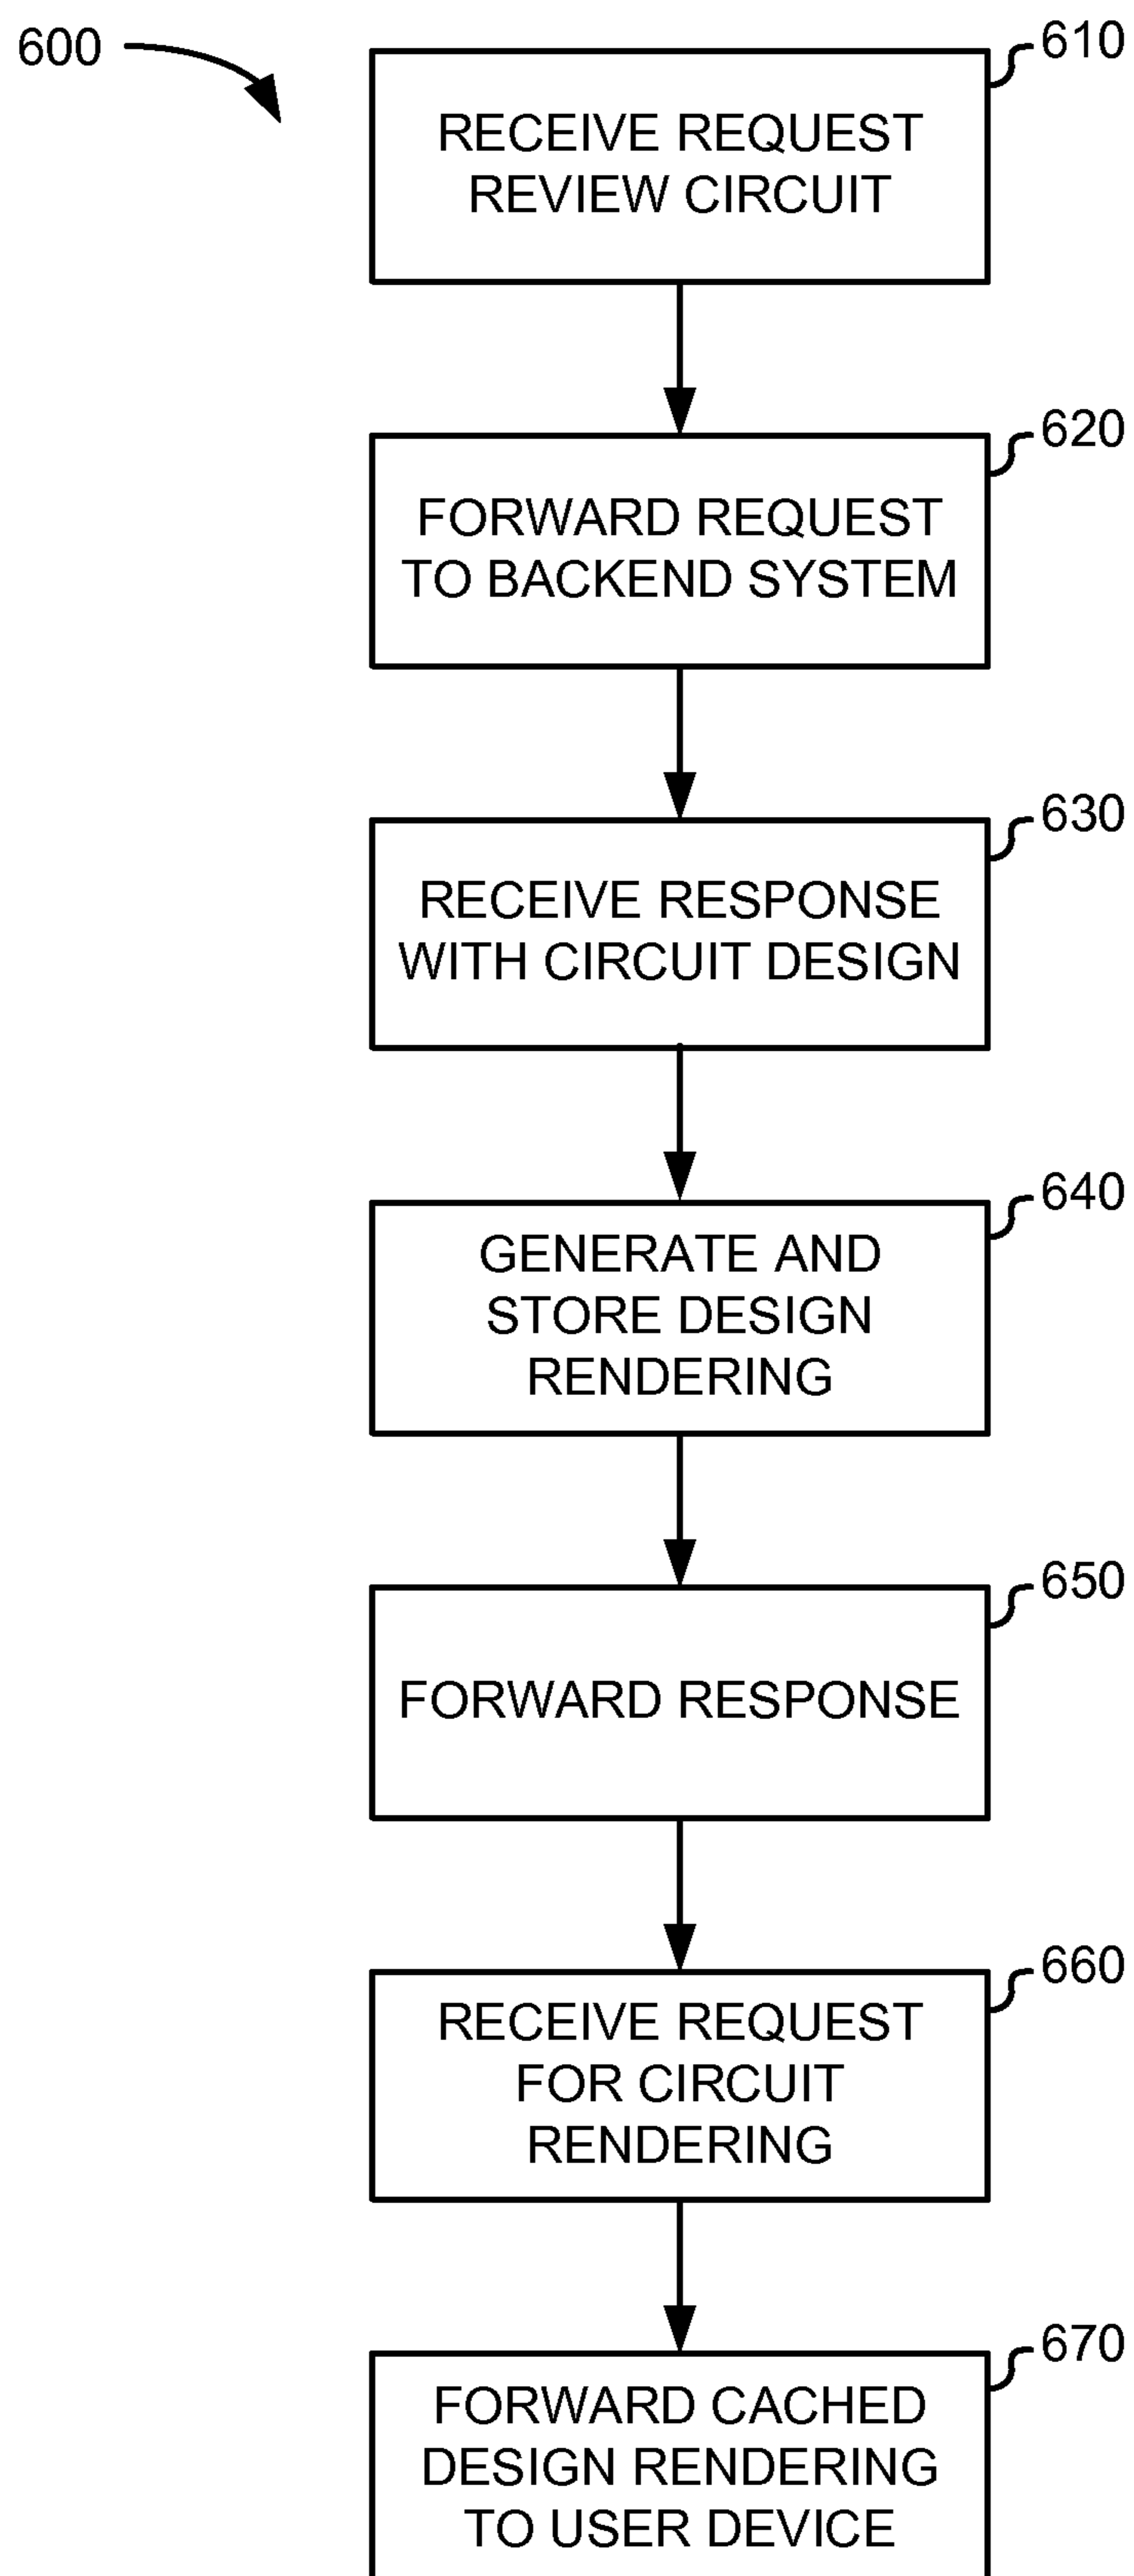 600
610
RECEIVE REQUEST
REVIEW CIRCUIT
620
FORWARD REQUEST
TO BACKEND SYSTEM
630
RECEIVE RESPONSE
WITH CIRCUIT DESIGN
640
GENERATE AND
STORE DESIGN
RENDERING
650
FORWARD RESPONSE
660
RECEIVE REQUEST
FOR CIRCUIT
RENDERING
670
FORWARD CACHED
DESIGN RENDERING
TO USER DEVICE